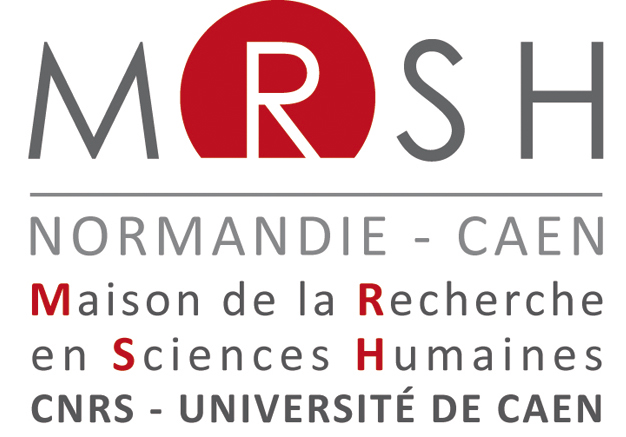 MRSH
NORMANDIE - CAEN
Maison de la Recherche
en Sciences Humaines
CNRS - UNIVERSITÉ DE CAEN